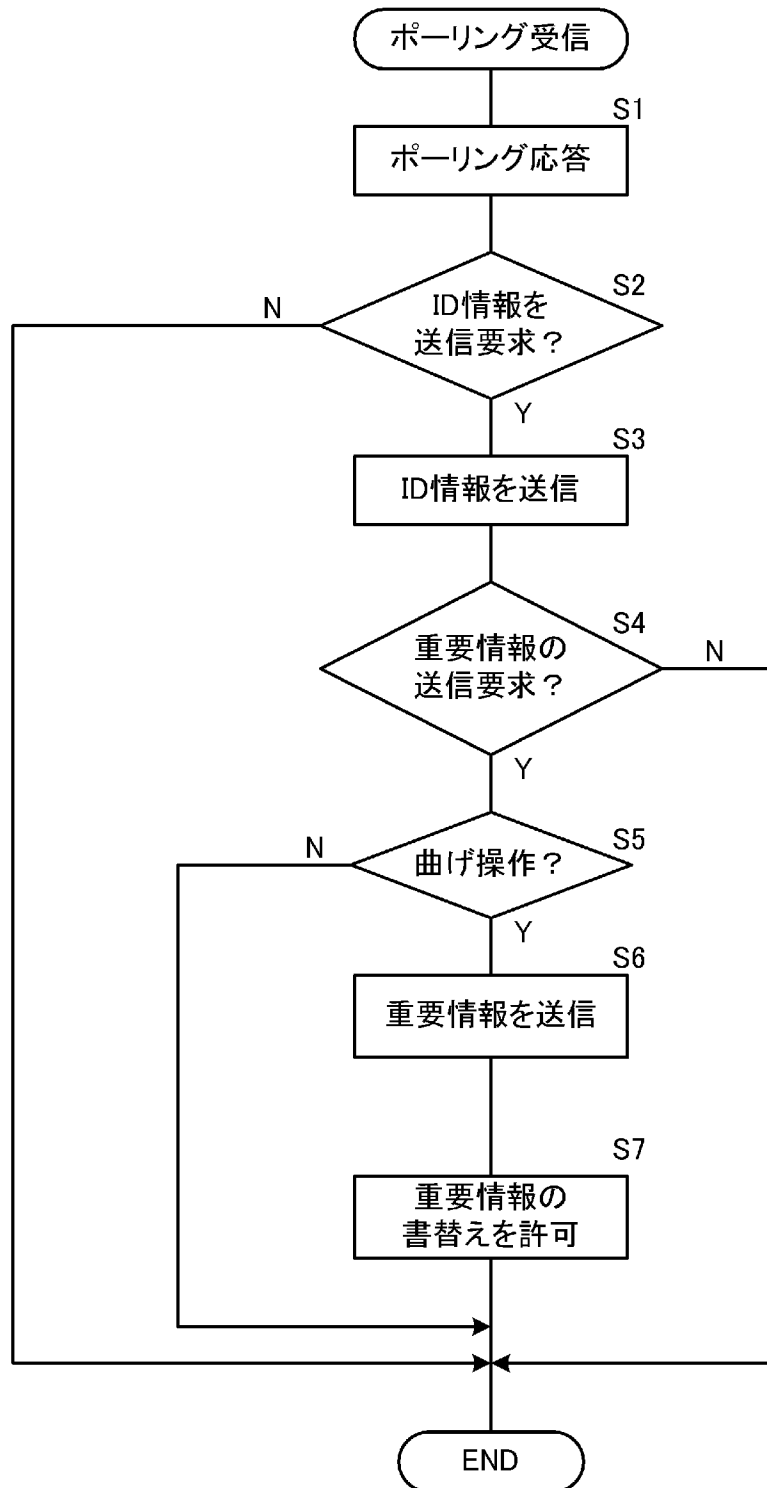 ポーリング受信
S1
ポーリング応答
S2
ID情報を
送信要求？
N
Y
S3
ID情報を送信
S4
重要情報の
送信要求？
N
Y
S5
曲げ操作？
N
Y
S6
重要情報を送信
S7
重要情報の
書替えを許可
END